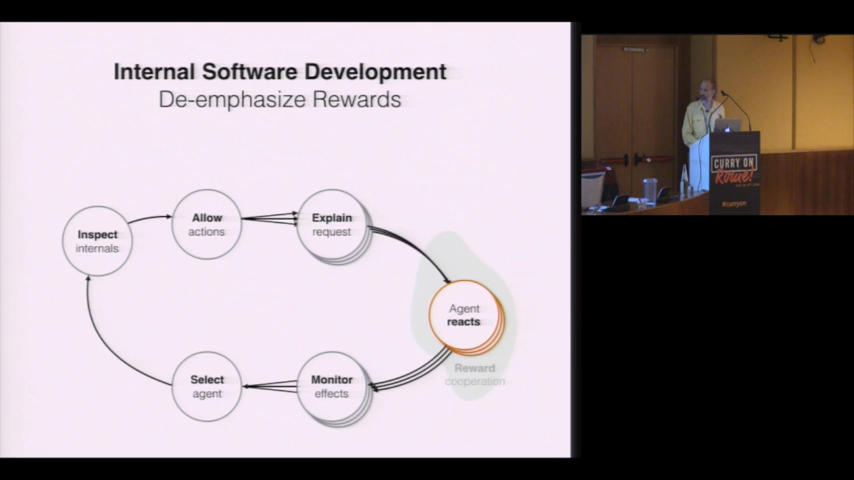 Internal Software Development
De-emphasize Rewards
Inspect
internals
Allow
actions
Explain
request
Agent
reacts
Reward
cooperation
Monitor
effects
Select
agent
CURRY ON
Rome!
#curryon